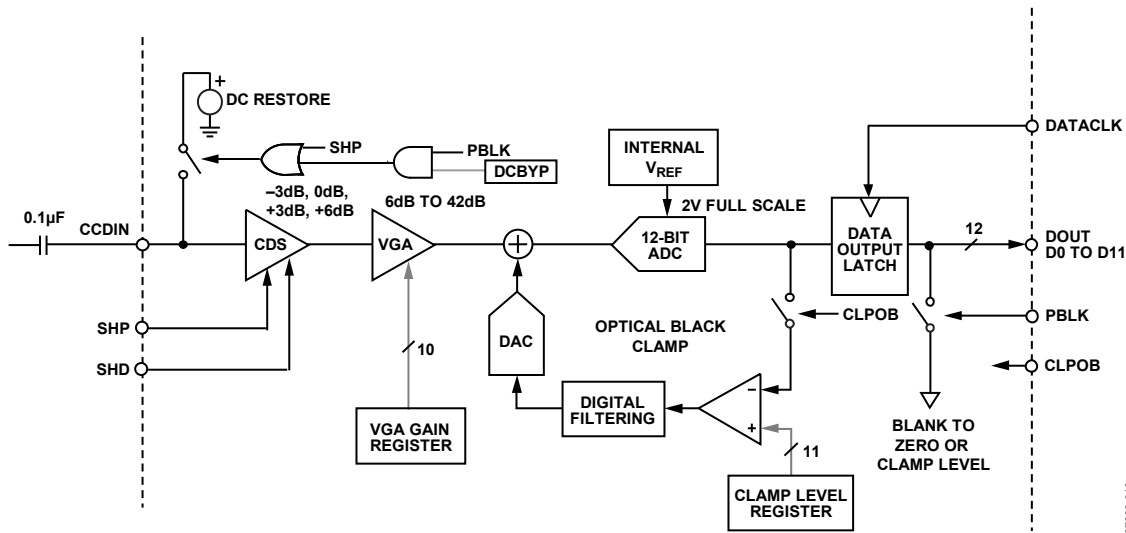 DC RESTORE
+
SHP
PBLK
DCBYP
–3dB, 0dB,
+3dB, +6dB
6dB TO 42dB
INTERNAL
VREF
2V FULL SCALE
DATACLK
0.1µF
CCDIN
CDS
VGA
+
12-BIT
ADC
DATA
OUTPUT
LATCH
12
DOUT
D0 TO D11
SHP
SHD
10
DAC
OPTICAL BLACK
CLAMP
CLPOB
PBLK
CLPOB
DIGITAL
FILTERING
–
+
11
VGA GAIN
REGISTER
CLAMP LEVEL
REGISTER
BLANK TO
ZERO OR
CLAMP LEVEL